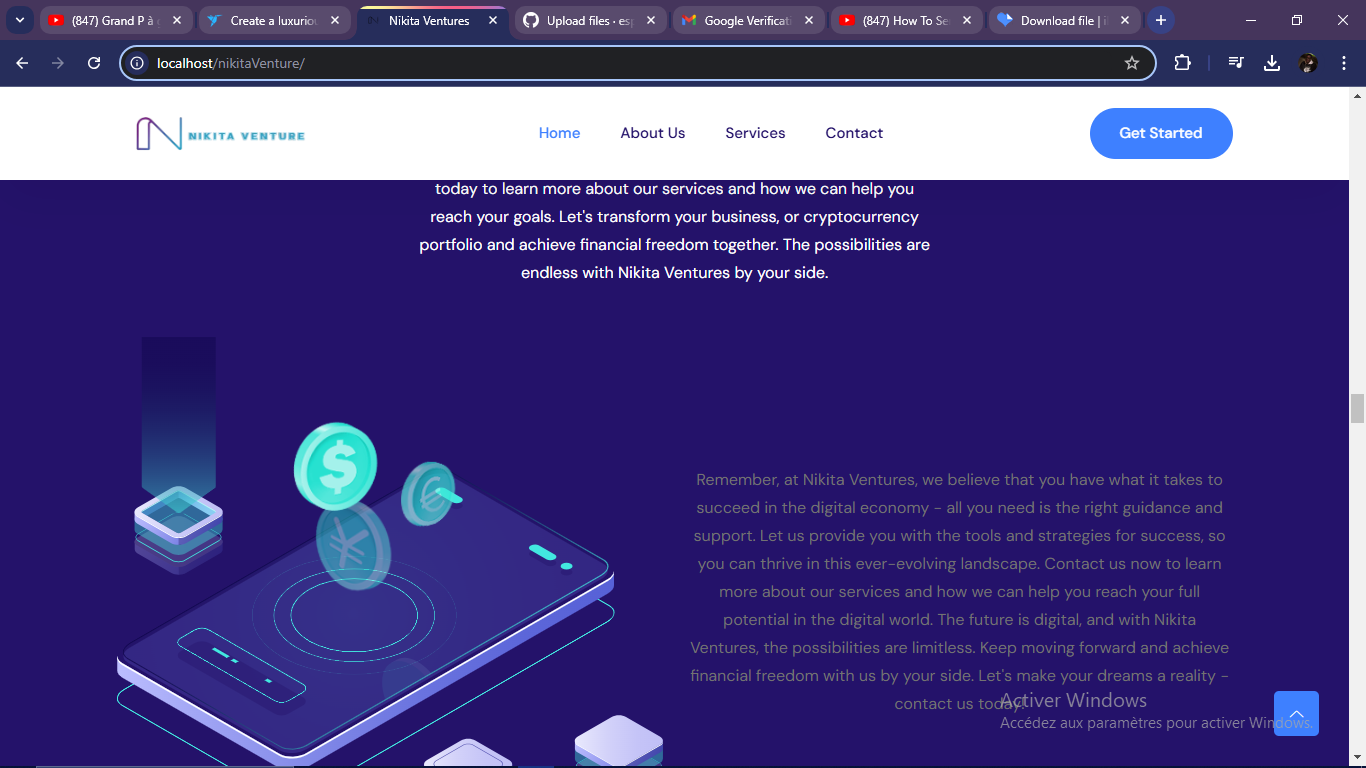 (847) Grand P à
Create a luxuriou
Nikita Ventures
Upload files · esp
Google Verificati
(847) How To Se
Download file | i
localhost/nikitaVenture/
NIKITA VENTURE
Home
About Us
Services
Contact
Get Started
today to learn more about our services and how we can help you
reach your goals. Let's transform your business, or cryptocurrency
portfolio and achieve financial freedom together. The possibilities are
endless with Nikita Ventures by your side.
Remember, at Nikita Ventures, we believe that you have what it takes to
succeed in the digital economy - all you need is the right guidance and
support. Let us provide you with the tools and strategies for success, so
you can thrive in this ever-evolving landscape. Contact us now to learn
more about our services and how we can help you reach your full
potential in the digital world. The future is digital, and with Nikita
Ventures, the possibilities are limitless. Keep moving forward and achieve
financial freedom with us by your side. Let's make your dreams a reality -
contact us today!
Activer Windows
Accédez aux paramètres pour activer Windows.